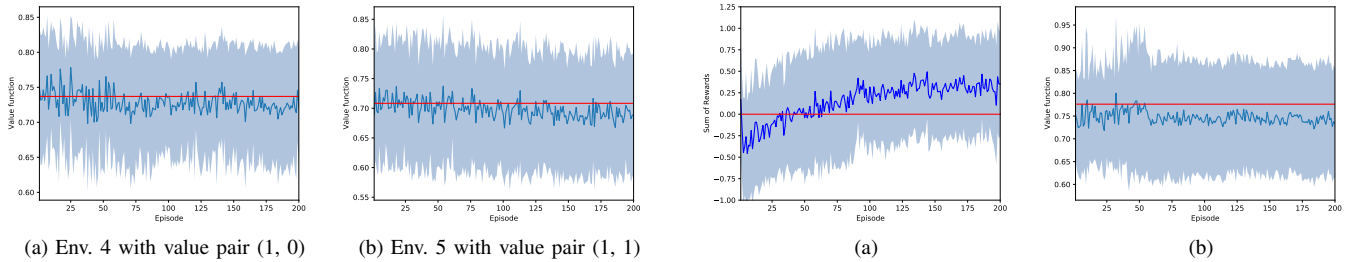 0.85
0.80
0.75
0.70
0.65
0.60
Value function
25 50 75 100 125 150 175 200
Episode
(a) Env. 4 with value pair (1, 0)
0.85
0.80
0.75
0.70
0.65
0.60
0.55
Value function
25 50 75 100 125 150 175 200
Episode
(b) Env. 5 with value pair (1, 1)
1.25
1.00
0.75
0.50
0.25
0.00
−0.25
−0.50
−0.75
−1.00
Sum of Rewards
25 50 75 100 125 150 175 200
Episode
(a)
0.95
0.90
0.85
0.80
0.75
0.70
0.65
0.60
Value function
25 50 75 100 125 150 175 200
Episode
(b)